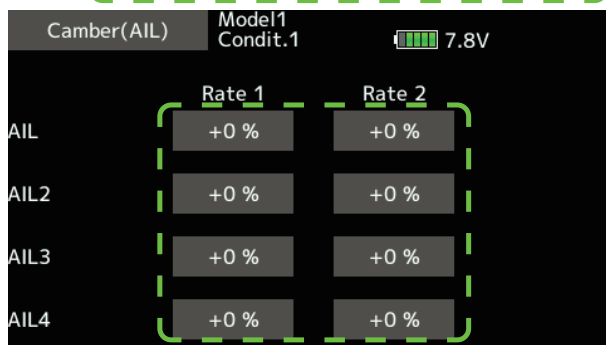 Camber(AIL)
Model1
Condit.1
7.8V
Rate 1 Rate 2
AIL +0 % +0 %
AIL2 +0 % +0 %
AIL3 +0 % +0 %
AIL4 +0 % +0 %